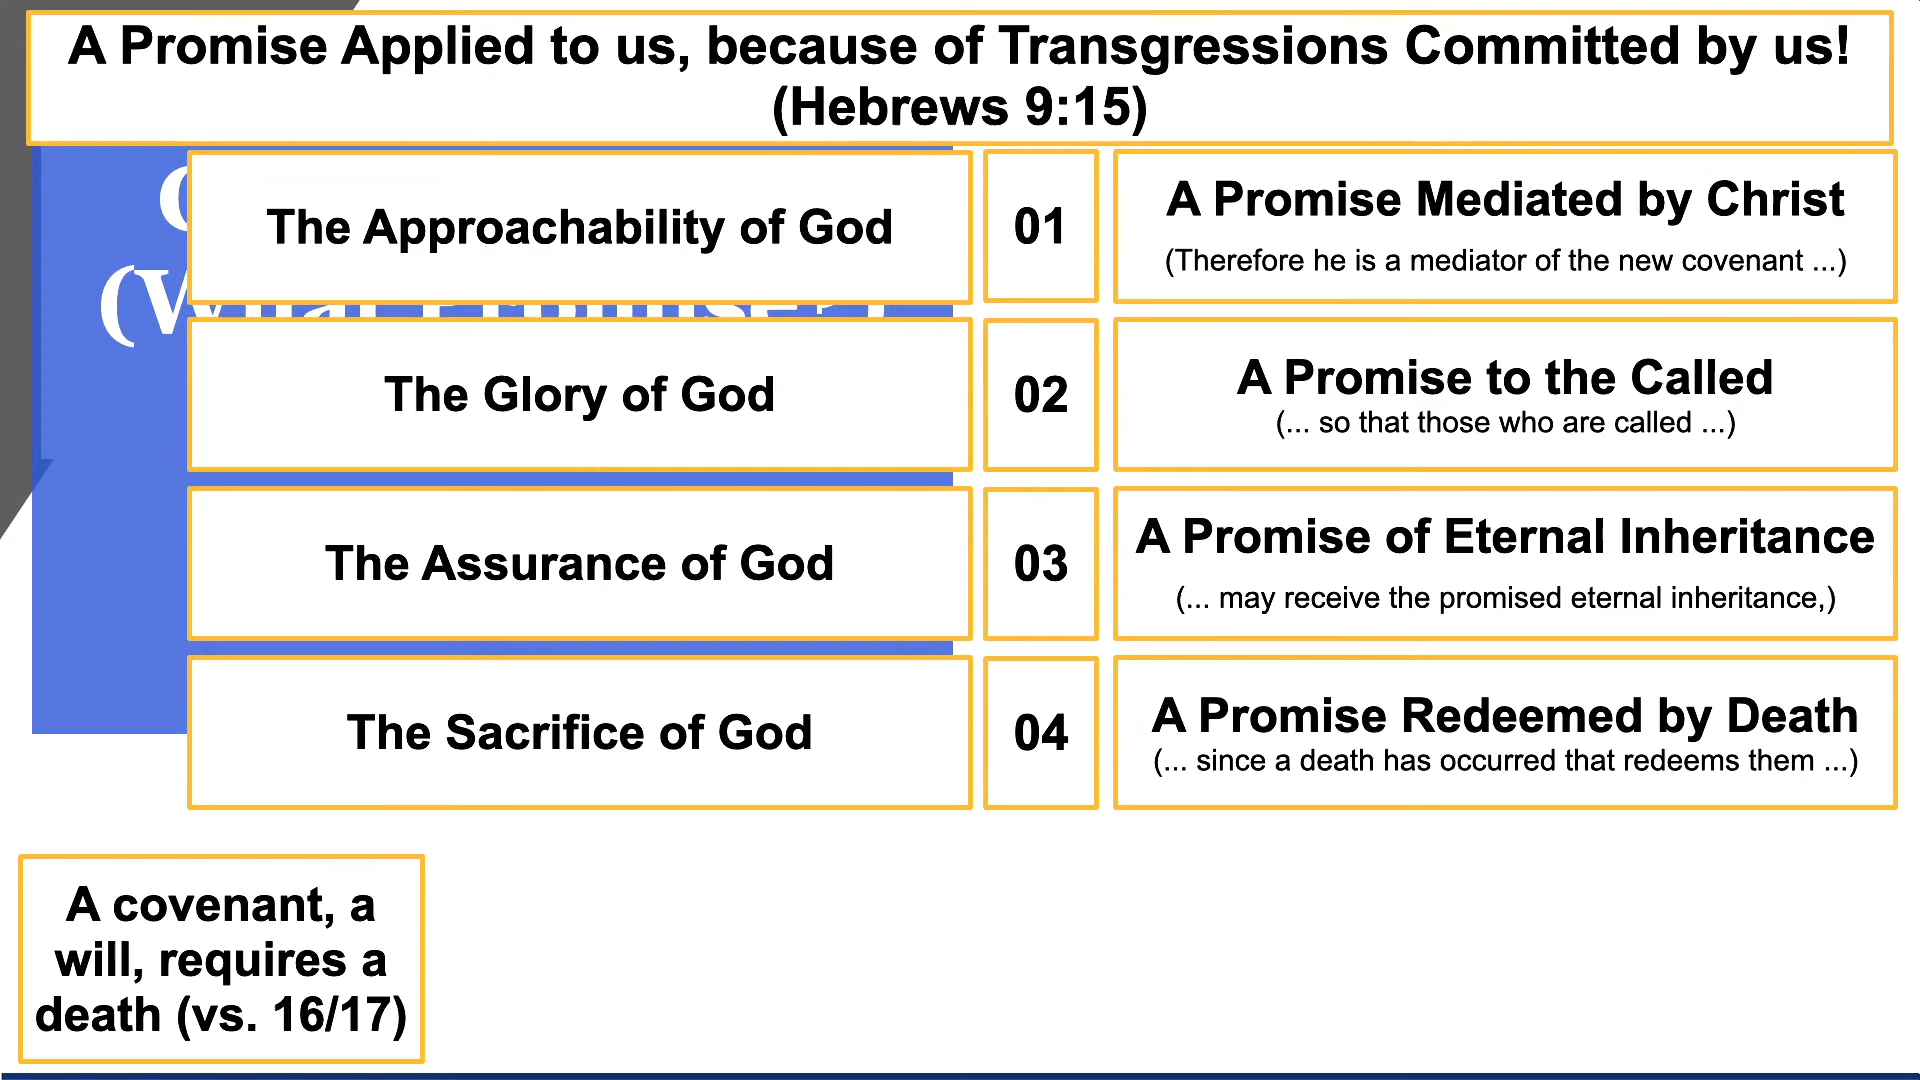 A Promise Applied to us, because of Transgressions Committed by us!
(Hebrews 9:15)
The Approachability of God
01
A Promise Mediated by Christ
(Therefore he is a mediator of the new covenant ...)
The Glory of God
02
A Promise to the Called
(... so that those who are called ...)
The Assurance of God
03
A Promise of Eternal Inheritance
(... may receive the promised eternal inheritance,)
The Sacrifice of God
04
A Promise Redeemed by Death
(... since a death has occurred that redeems them ...)
A covenant, a
will, requires a
death (vs. 16/17)